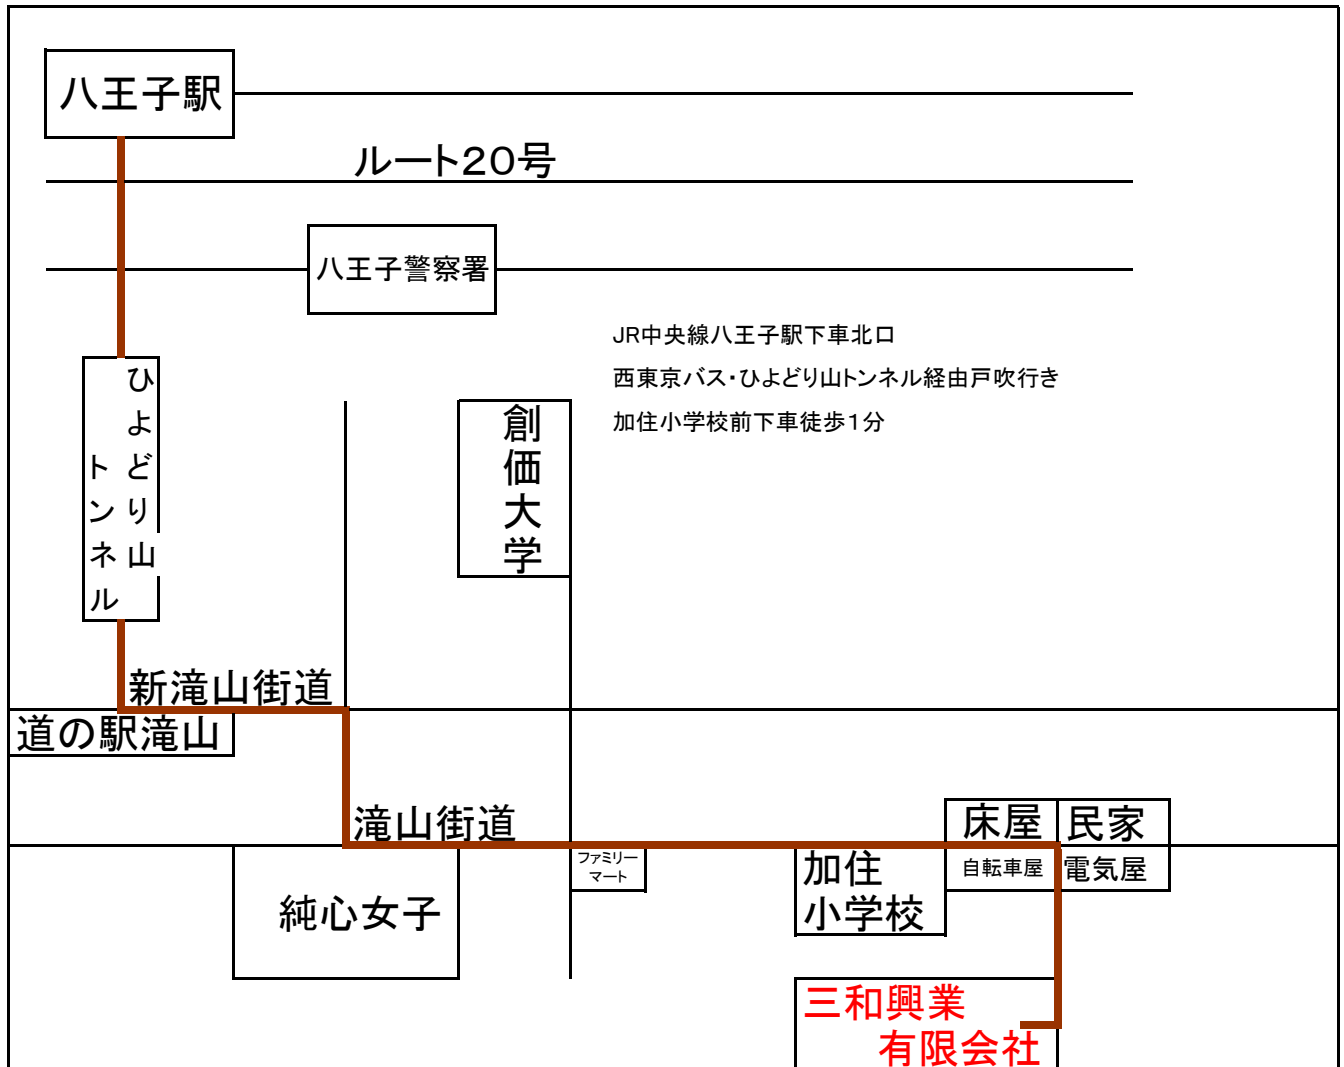 八王子駅
ルート20号
八王子警察署
JR中央線八王子駅下車北口
西東京バス・ひよどり山トンネル経由戸吹行き
加住小学校前下車徒歩1分
ひよどり山
トンネル
創価大学
新滝山街道
道の駅滝山
滝山街道
床屋
民家
ファミリー
マート
加住
小学校
自転車屋
電気屋
純心女子
三和興業
有限会社